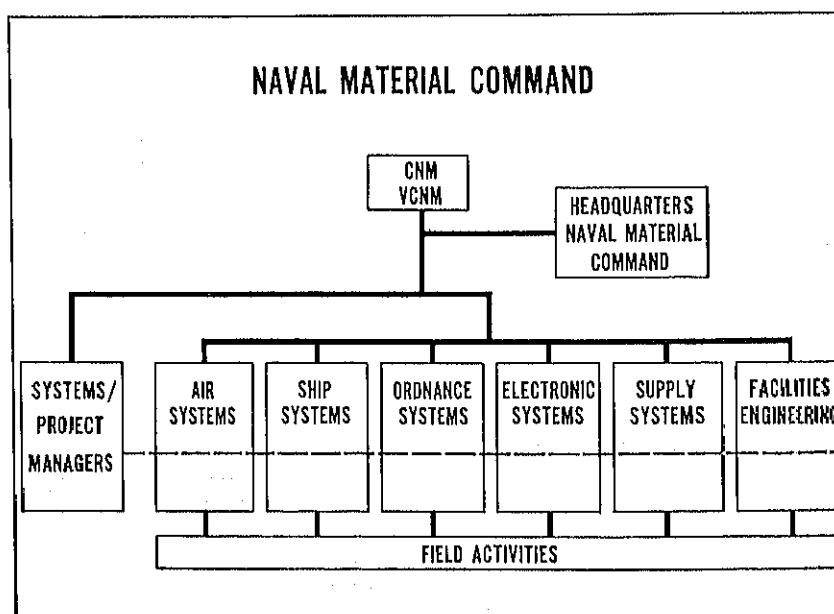 NAVAL MATERIAL COMMAND
CNM
VCNM
HEADQUARTERS
NAVAL MATERIAL
COMMAND
SYSTEMS/
PROJECT
MANAGERS
AIR
SYSTEMS
SHIP
SYSTEMS
ORDNANCE
SYSTEMS
ELECTRONIC
SYSTEMS
SUPPLY
SYSTEMS
FACILITIES
ENGINEERING
FIELD ACTIVITIES